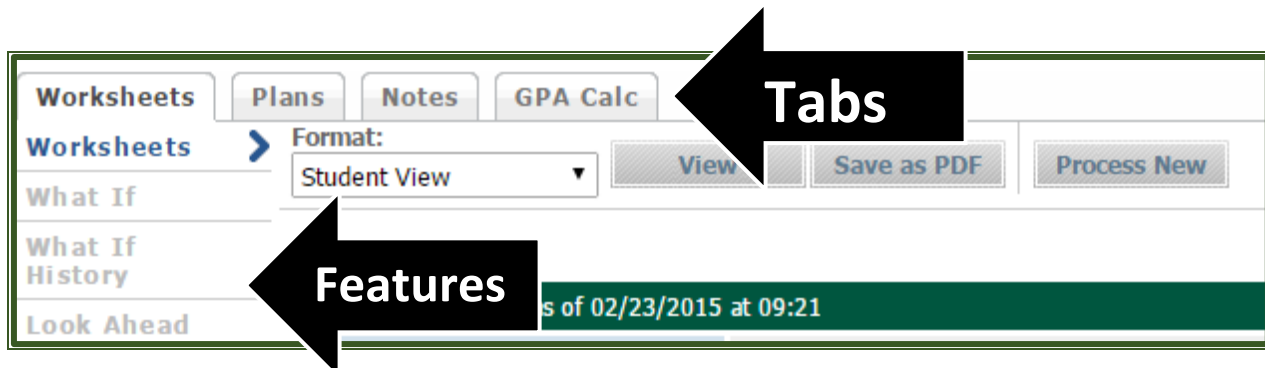 Worksheets Plans Notes GPA Calc
Tabs
Worksheets
Format:
Student View
View Save as PDF Process New
What If
What If
History
Features
of 02/23/2015 at 09:21
Look Ahead